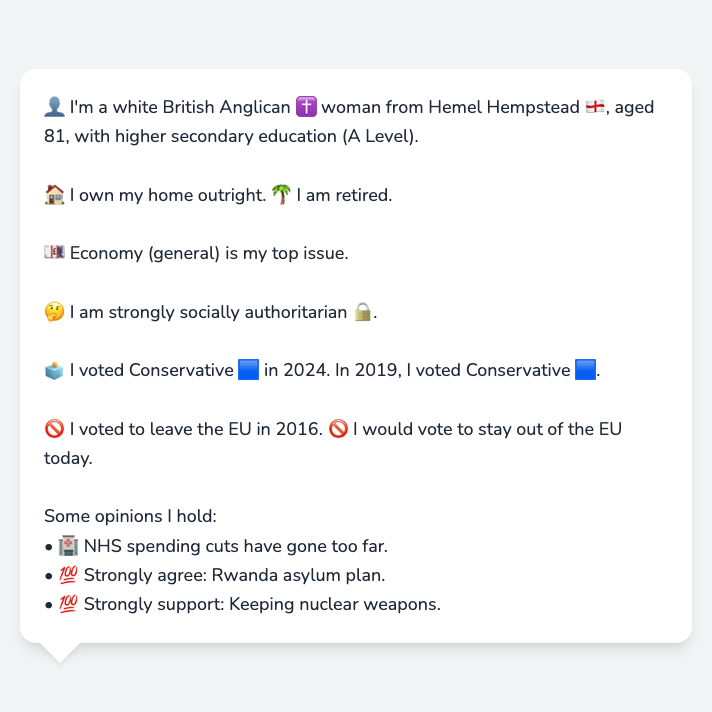 👤 I'm a white British Anglican ✝️ woman from Hemel Hempstead 🏴󠁧󠁢󠁥󠁮󠁧󠁿, aged
81, with higher secondary education (A Level).
🏠 I own my home outright. 🌴 I am retired.
💷 Economy (general) is my top issue.
🤔 I am strongly socially authoritarian 🔒.
🗳️ I voted Conservative 🟦 in 2024. In 2019, I voted Conservative 🟦.
🚫 I voted to leave the EU in 2016. 🚫 I would vote to stay out of the EU
today.
Some opinions I hold:
• 🏥 NHS spending cuts have gone too far.
• 💯 Strongly agree: Rwanda asylum plan.
• 💯 Strongly support: Keeping nuclear weapons.